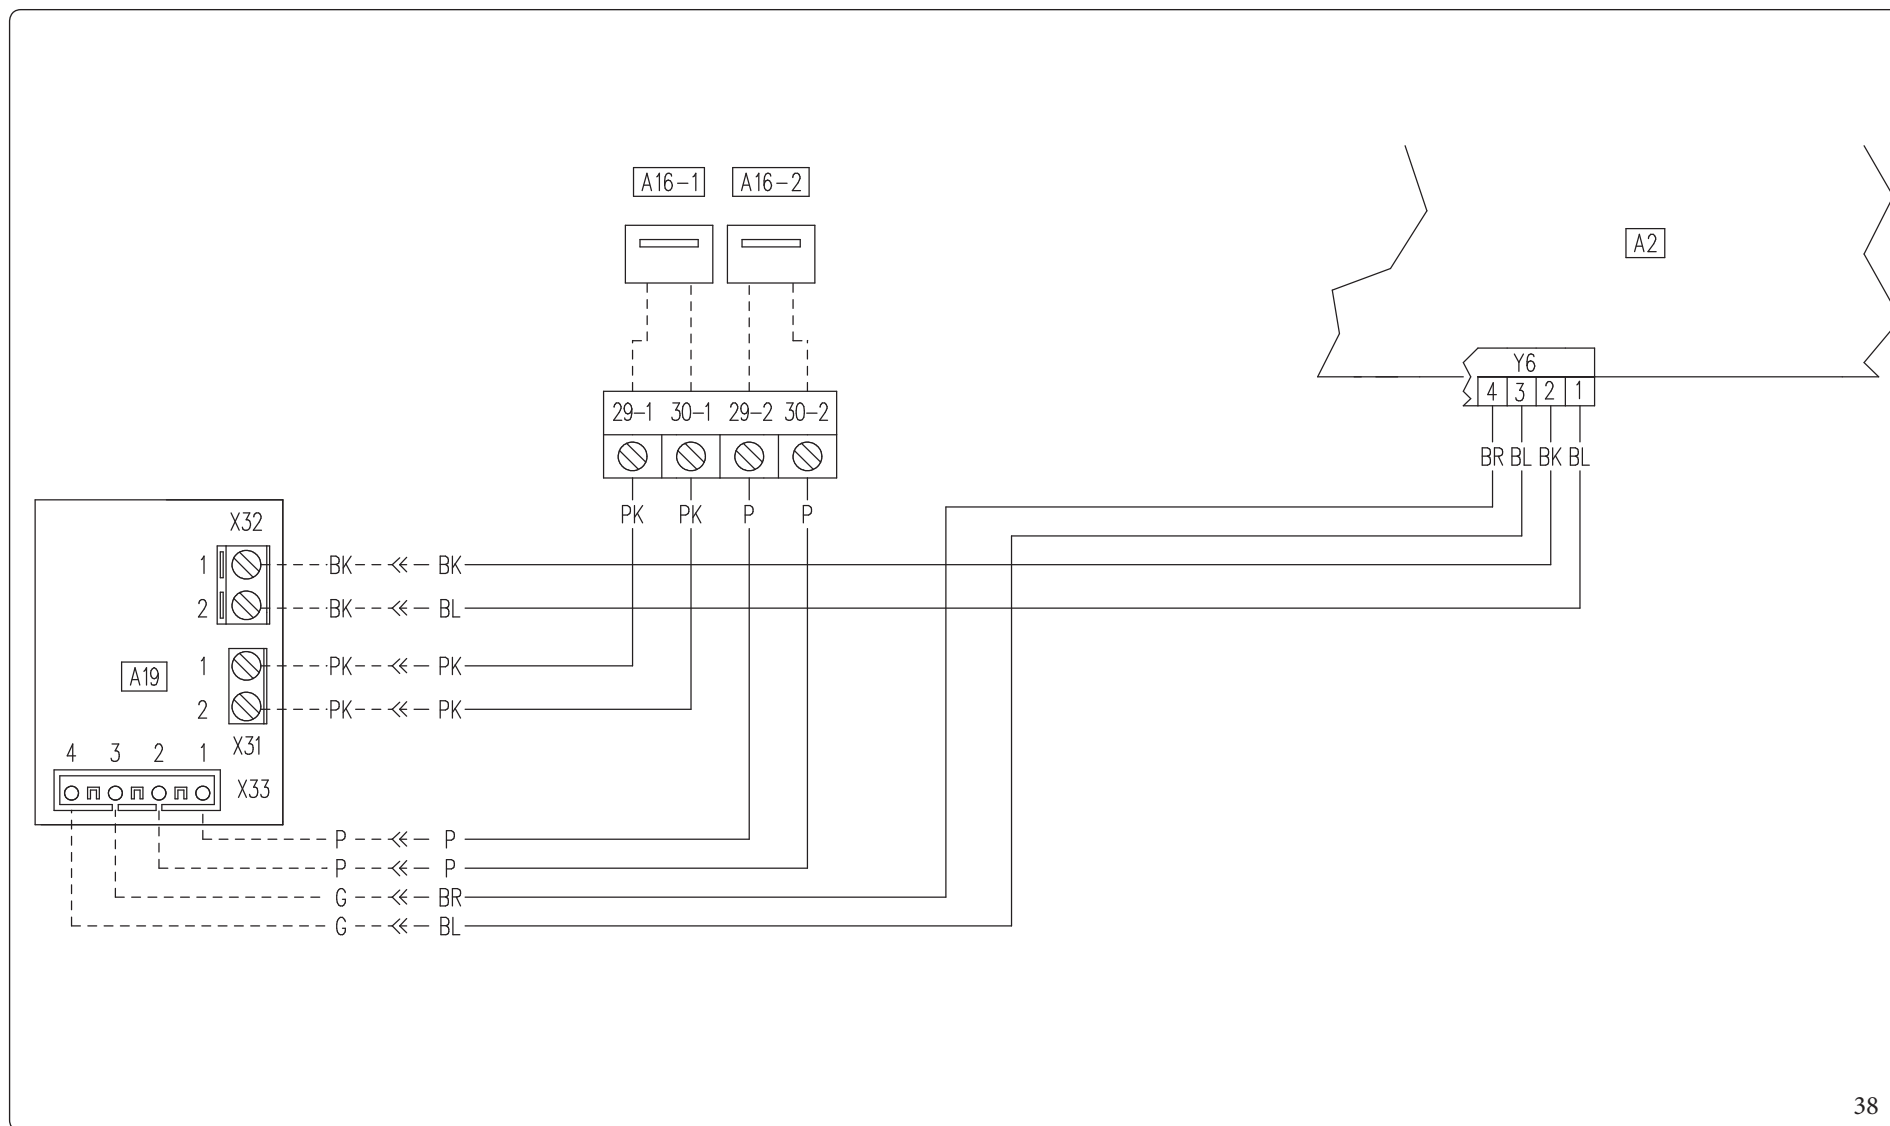 A16-1 A16-2
A2
Y6
4 3 2 1
29-1 30-1 29-2 30-2
BR BL BK BL
PK PK P P
X32
1 BK BK
2 BK BL
A19
1 PK PK
2 PK PK
X31
4 3 2 1
X33
P P
P P
G BR
G BL
38